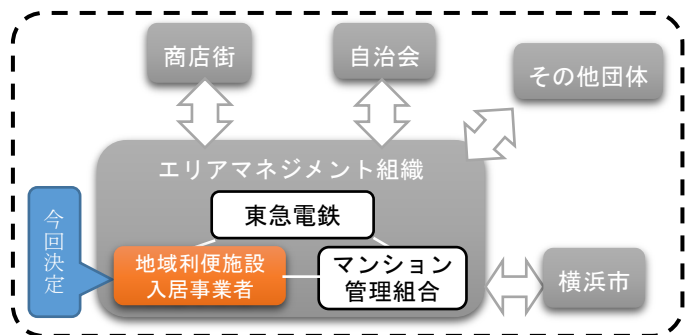 商店街
自治会
その他団体
エリアマネジメント組織
東急電鉄
今回決定
地域利便施設
入居事業者
マンション
管理組合
横浜市